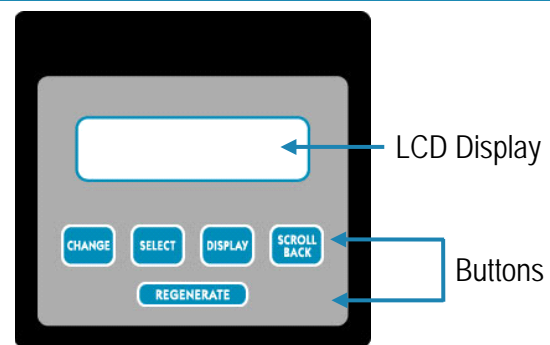 LCD Display
CHANGE SELECT DISPLAY SCROLL
BACK
REGENERATE
Buttons